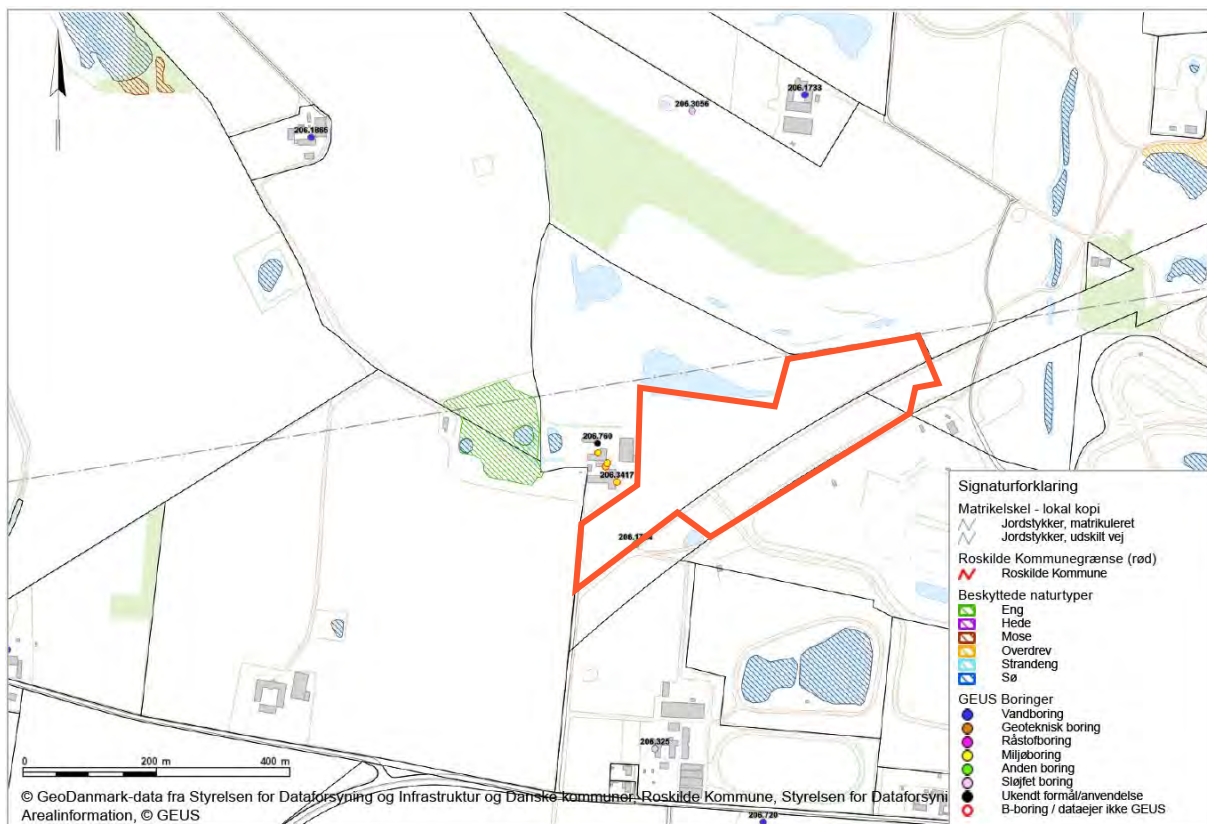 206.1733
206.3056
206.1865
206.769
206.3417
206.325
206.720
0 200 m 400 m
© GeoDanmark-data fra Styrelsen for Dataforsyning og Infrastruktur og Danske kommuner, Roskilde Kommune, Styrelsen for Dataforsyni
Arealinformation, © GEUS
Signaturforklaring
Matrikelskel - lokal kopi
Jordstykker, matrikuleret
Jordstykker, udskilt vej
Roskilde Kommunegrænse (rød)
Roskilde Kommune
Beskyttede naturtyper
Eng
Hede
Mose
Overdrev
Strandeng
Sø
GEUS Boringer
Vandboring
Geoteknisk boring
Råstofboring
Miljøboring
Anden boring
Sløjfet boring
Ukendt formål/anvendelse
B-boring / dataejer ikke GEUS